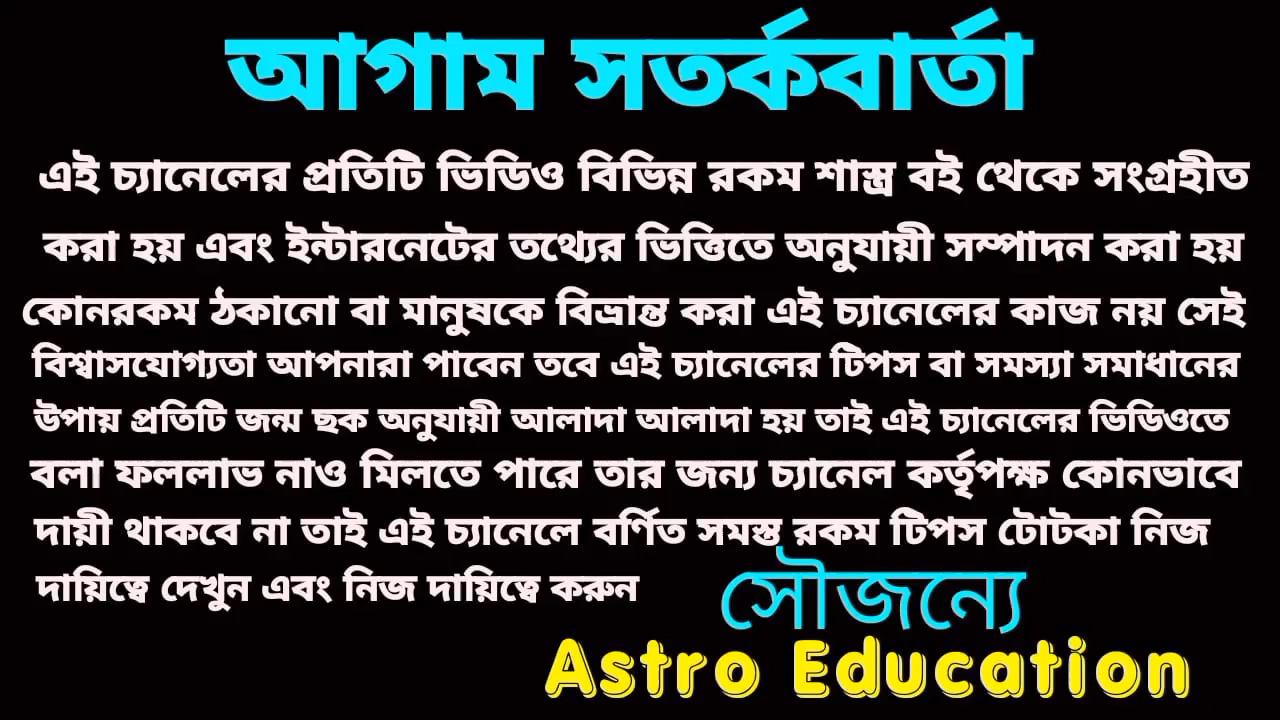 আগাম সতর্কবার্তা
এই চ্যানেলের প্রতিটি ভিডিও বিভিন্ন রকম শাস্ত্র বই থেকে সংগ্রহীত
করা হয় এবং ইন্টারনেটের তথ্যের ভিত্তিতে অনুযায়ী সম্পাদন করা হয়
কোনরকম ঠকানো বা মানুষকে বিভ্রান্ত করা এই চ্যানেলের কাজ নয় সেই
বিশ্বাসযোগ্যতা আপনারা পাবেন তবে এই চ্যানেলের টিপস বা সমস্যা সমাধানের
উপায় প্রতিটি জন্ম ছক অনুযায়ী আলাদা আলাদা হয় তাই এই চ্যানেলের ভিডিওতে
বলা ফললাভ নাও মিলতে পারে তার জন্য চ্যানেল কর্তৃপক্ষ কোনভাবে
দায়ী থাকবে না তাই এই চ্যানেলে বর্ণিত সমস্ত রকম টিপস টোটকা নিজ
দায়িত্বে দেখুন এবং নিজ দায়িত্বে করুন
সৌজন্যে
Astro Education